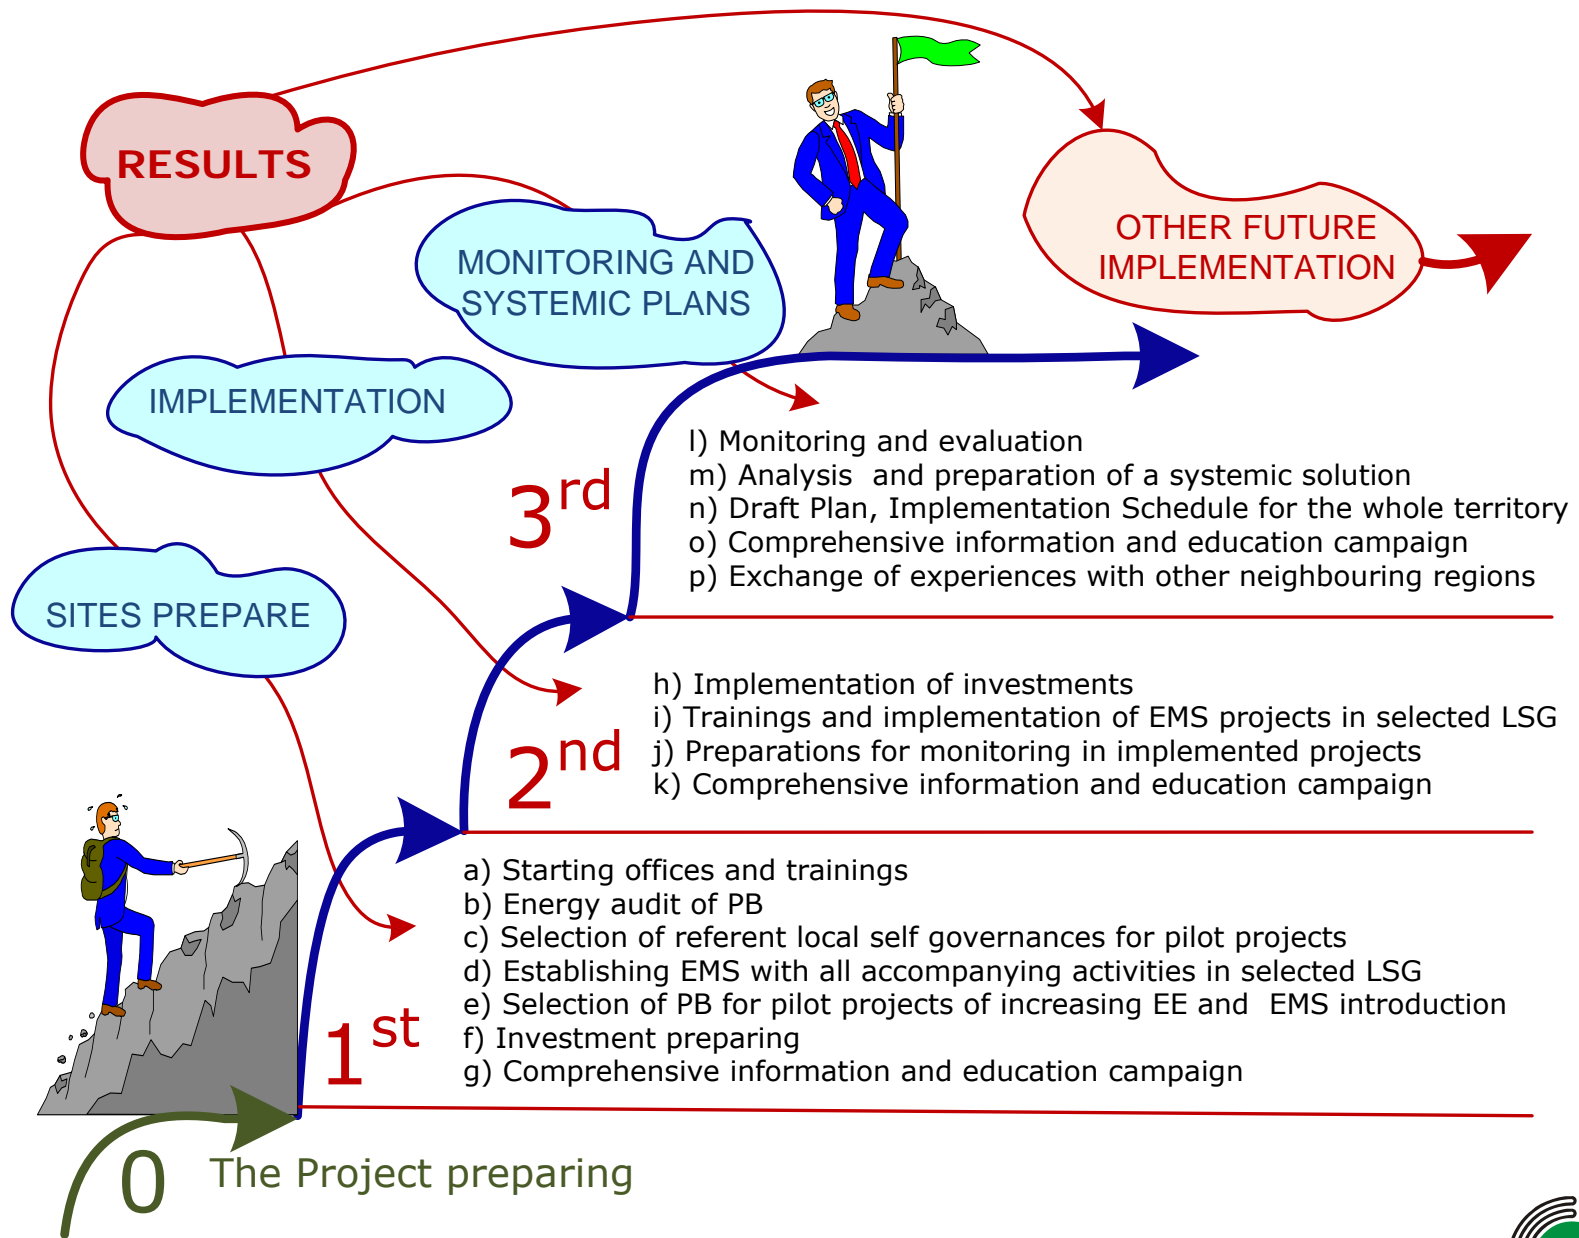 RESULTS
MONITORING AND
SYSTEMIC PLANS
OTHER FUTURE
IMPLEMENTATION
IMPLEMENTATION
SITES PREPARE
3rd
l) Monitoring and evaluation
m) Analysis and preparation of a systemic solution
n) Draft Plan, Implementation Schedule for the whole territory
o) Comprehensive information and education campaign
p) Exchange of experiences with other neighbouring regions
2nd
h) Implementation of investments
i) Trainings and implementation of EMS projects in selected LSG
j) Preparations for monitoring in implemented projects
k) Comprehensive information and education campaign
1st
a) Starting offices and trainings
b) Energy audit of PB
c) Selection of referent local self governances for pilot projects
d) Establishing EMS with all accompanying activities in selected LSG
e) Selection of PB for pilot projects of increasing EE and EMS introduction
f) Investment preparing
g) Comprehensive information and education campaign
0 The Project preparing